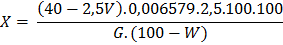 X = (40 − 2,5V).0,006579.2,5.100.100 / G.(100 − W)